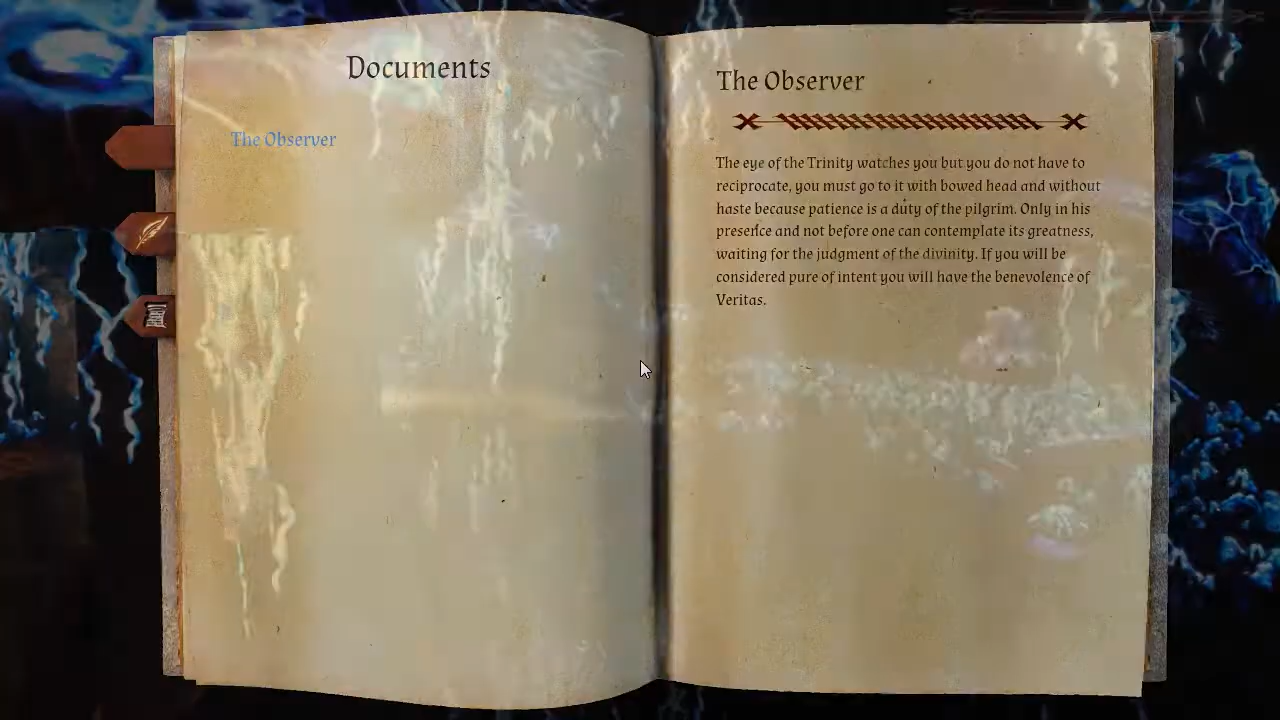 Documents
The Observer
The Observer
The eye of the Trinity watches you but you do not have to
reciprocate, you must go to it with bowed head and without
haste because patience is a duty of the pilgrim. Only in his
presence and not before one can contemplate its greatness,
waiting for the judgment of the divinity. If you will be
considered pure of intent you will have the benevolence of
Veritas.